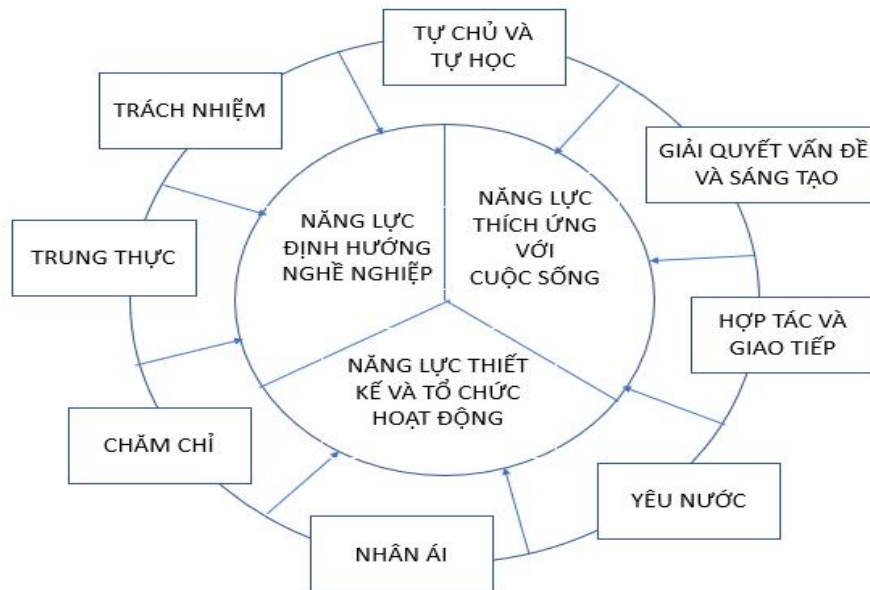 TỰ CHỦ VÀ
TỰ HỌC
TRÁCH NHIỆM
GIẢI QUYẾT VẤN ĐỀ
VÀ SÁNG TẠO
NĂNG LỰC
ĐỊNH HƯỚNG
NGHỀ NGHIỆP
NĂNG LỰC
THÍCH ỨNG
VỚI
CUỘC SỐNG
TRUNG THỰC
HỢP TÁC VÀ
GIAO TIẾP
NĂNG LỰC THIẾT
KẾ VÀ TỔ CHỨC
HOẠT ĐỘNG
CHĂM CHỈ
YÊU NƯỚC
NHÂN ÁI